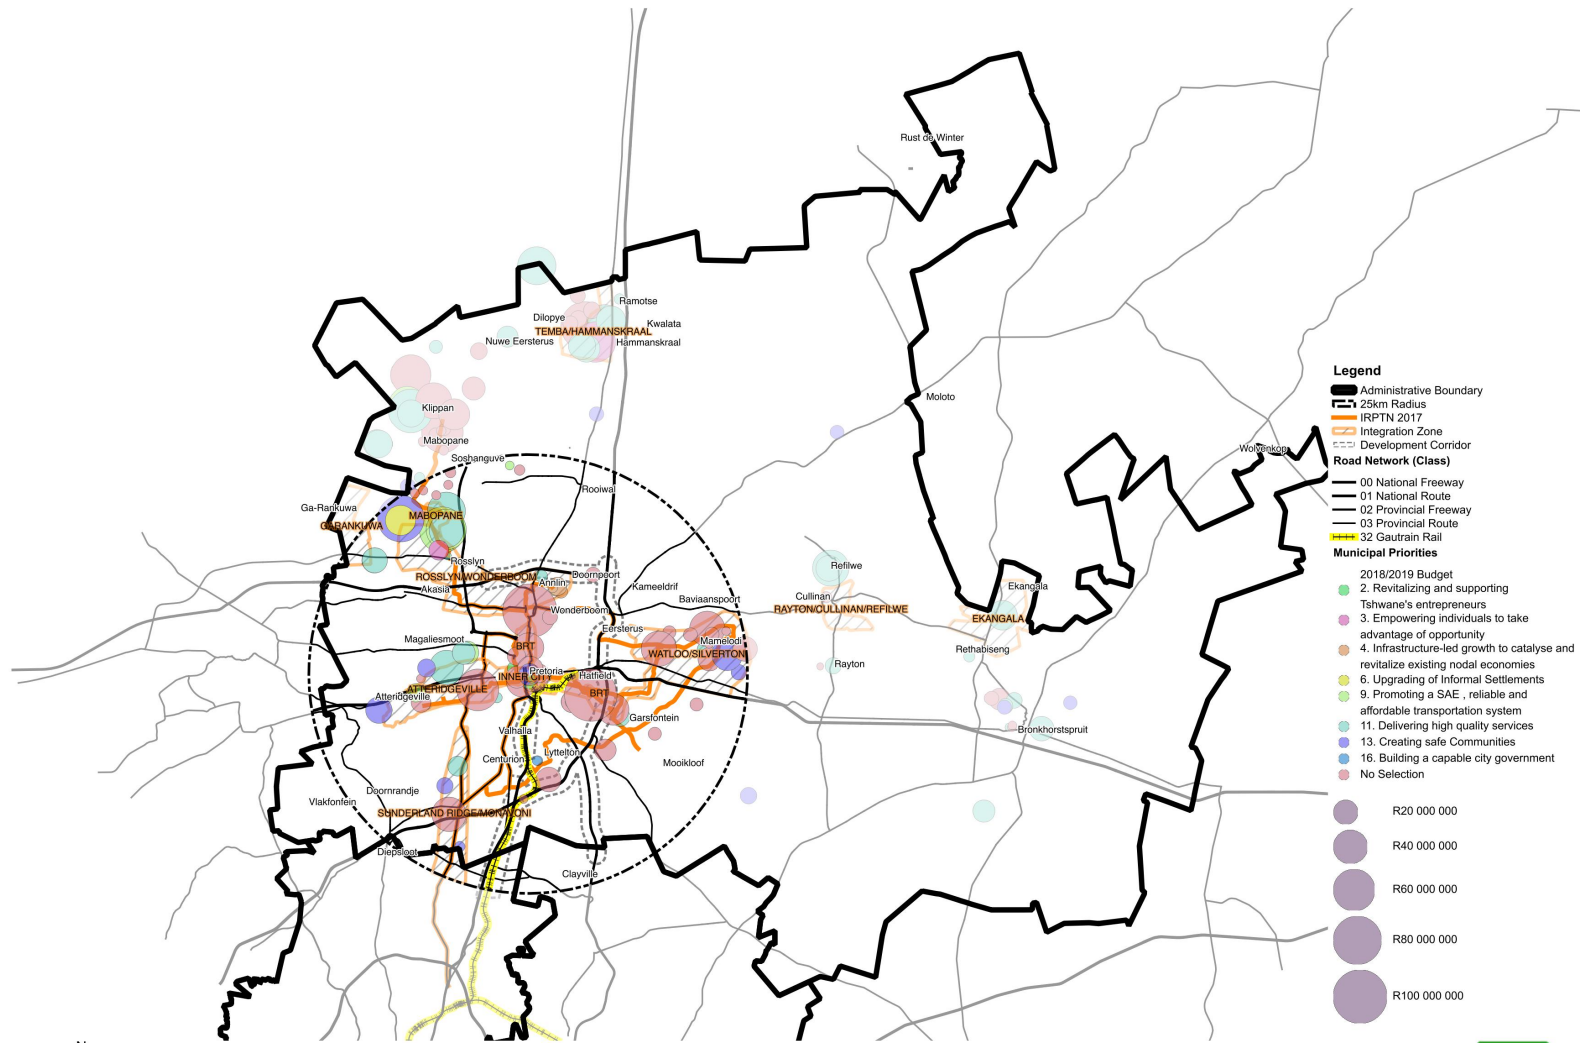 Rust de Winter
Ramotse
Dilopye
Kwalata
TEMBA/HAMMANSKRAAL
Nuwe Eersterus
Hammanskraal
Moloto
Klippan
Mabopane
Wolvenkop
Soshanguve
Rooiwal
Ga-Rankuwa
MABOPANE
GARANKUWA
Rosslyn
Refilwe
ROSSLYN/WONDERBOOM
Doornpoort
Annlin
Akasia
Kameeldrif
Ekangala
Baviaanspoort
Cullinan
Wonderboom
RAYTON/CULLINAN/REFILWE
EKANGALA
Eersterus
Magaliesmoot
Mamelodi
BRT
WATLOO/SILVERTON
Rethabiseng
Rayton
Pretoria
INNER CITY
Hatfield
ATTERIDGEVILLE
Atteridgeville
BRT
Garsfontein
Valhalla
Bronkhorstspruit
Lyttelton
Centurion
Mooikloof
Doornrandje
Vlakfontein
SUNDERLAND RIDGE/MONAVONI
Diepsloot
Clayville
Legend
Administrative Boundary
25km Radius
IRPTN 2017
Integration Zone
Development Corridor
Road Network (Class)
00 National Freeway
01 National Route
02 Provincial Freeway
03 Provincial Route
32 Gautrain Rail
Municipal Priorities
2018/2019 Budget
2. Revitalizing and supporting
Tshwane's entrepreneurs
3. Empowering individuals to take
advantage of opportunity
4. Infrastructure-led growth to catalyse and
revitalize existing nodal economies
6. Upgrading of Informal Settlements
9. Promoting a SAE , reliable and
affordable transportation system
11. Delivering high quality services
13. Creating safe Communities
16. Building a capable city government
No Selection
R20 000 000
R40 000 000
R60 000 000
R80 000 000
R100 000 000